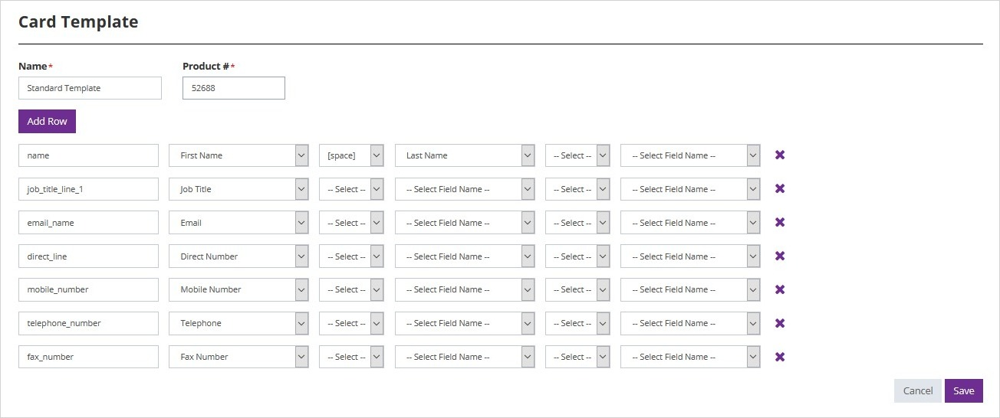 Card Template
Name* Product #*
Standard Template 52688
Add Row
name First Name [space] Last Name -- Select -- -- Select Field Name --
job_title_line_1 Job Title -- Select -- -- Select Field Name -- -- Select -- -- Select Field Name --
email_name Email -- Select -- -- Select Field Name -- -- Select -- -- Select Field Name --
direct_line Direct Number -- Select -- -- Select Field Name -- -- Select -- -- Select Field Name --
mobile_number Mobile Number -- Select -- -- Select Field Name -- -- Select -- -- Select Field Name --
telephone_number Telephone -- Select -- -- Select Field Name -- -- Select -- -- Select Field Name --
fax_number Fax Number -- Select -- -- Select Field Name -- -- Select -- -- Select Field Name --
Cancel Save